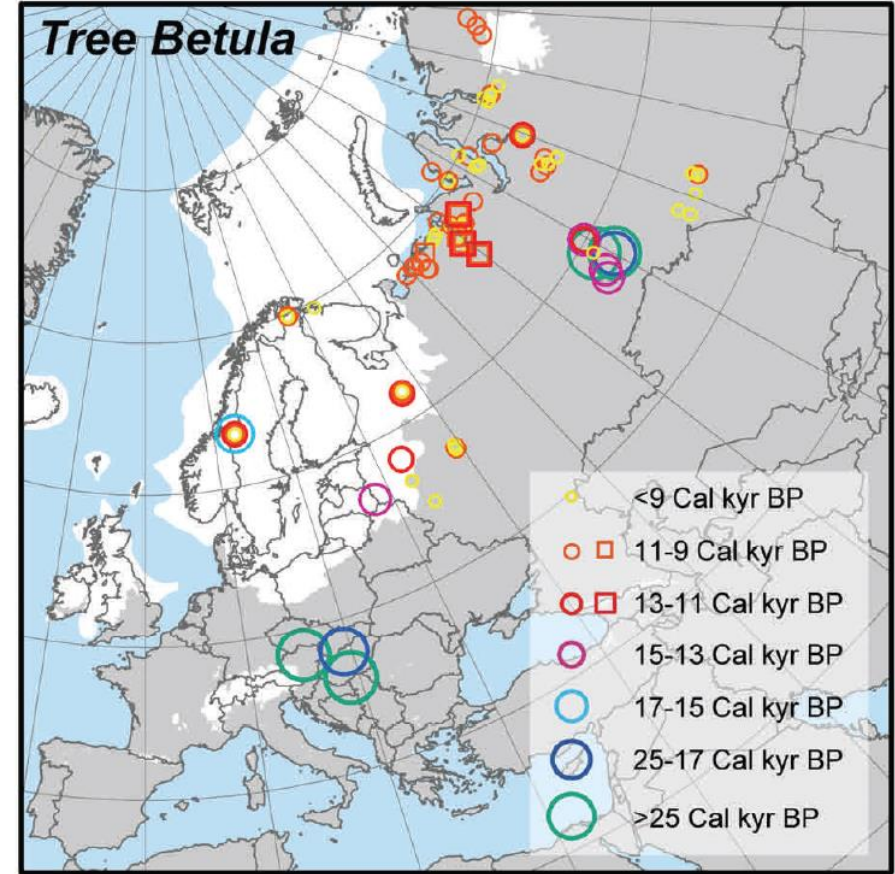 Tree Betula
<9 Cal kyr BP
11-9 Cal kyr BP
13-11 Cal kyr BP
15-13 Cal kyr BP
17-15 Cal kyr BP
25-17 Cal kyr BP
>25 Cal kyr BP